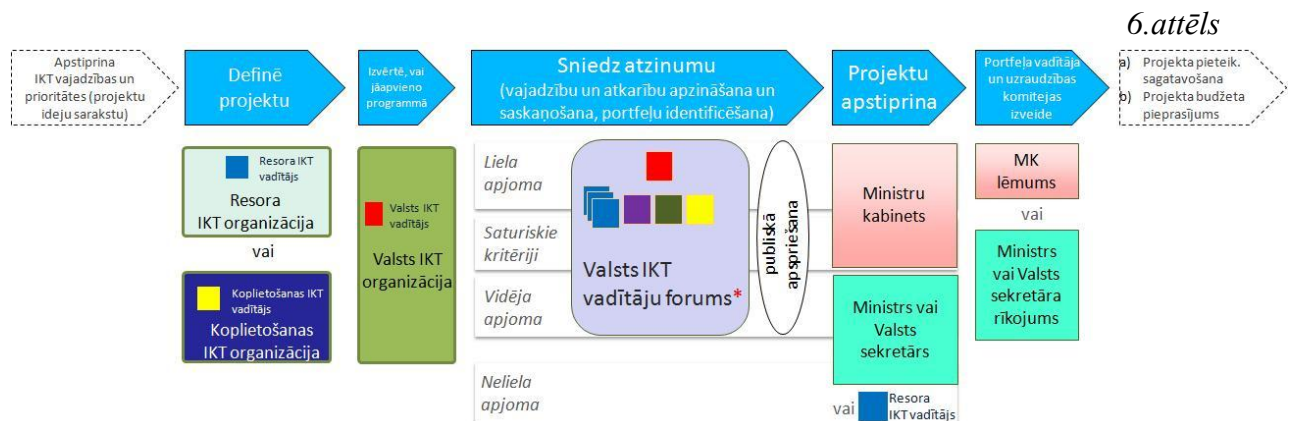 6.attēls
Apstiprina
IKT vajadzības un
prioritātes (projektu
ideju sarakstu)
Definē
projektu
Izvērtē, vai
jāapvieno
programmā
Sniedz atzinumu
(vajadzību un atkarību apzināšana un
saskaņošana, portfeļu identificēšana)
Projektu
apstiprina
Portfeļa vadītāja
un uzraudzības
komitejas
izveide
a) Projekta pieteik.
sagatavošana
b) Projekta budžeta
pieprasījums
Resora IKT
vadītājs
Resora
IKT organizācija
vai
Koplietošanas IKT
vadītājs
Koplietošanas
IKT organizācija
Valsts IKT
vadītājs
Valsts IKT
organizācija
Liela
apjoma
Saturiskie
kritēriji
Vidēja
apjoma
Neliela
apjoma
Valsts IKT
vadītāju forums*
publiskā
apspriešana
Ministru
kabinets
Ministrs vai
Valsts
sekretārs
vai
Resora
IKT vadītājs
MK
lēmums
vai
Ministrs
vai Valsts
sekretāra
rīkojums